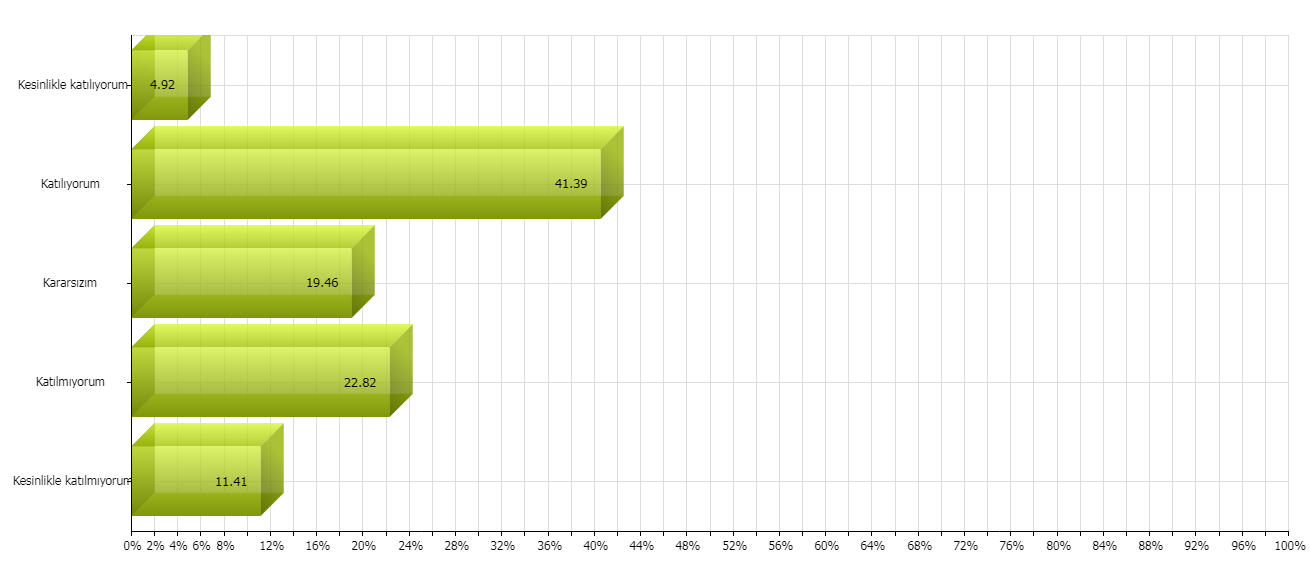 Kesinlikle katılıyorum
4.92
Katılıyorum
41.39
Kararsızım
19.46
Katılmıyorum
22.82
Kesinlikle katılmıyorum
11.41
0% 2% 4% 6% 8% 12% 16% 20% 24% 28% 32% 36% 40% 44% 48% 52% 56% 60% 64% 68% 72% 76% 80% 84% 88% 92% 96% 100%